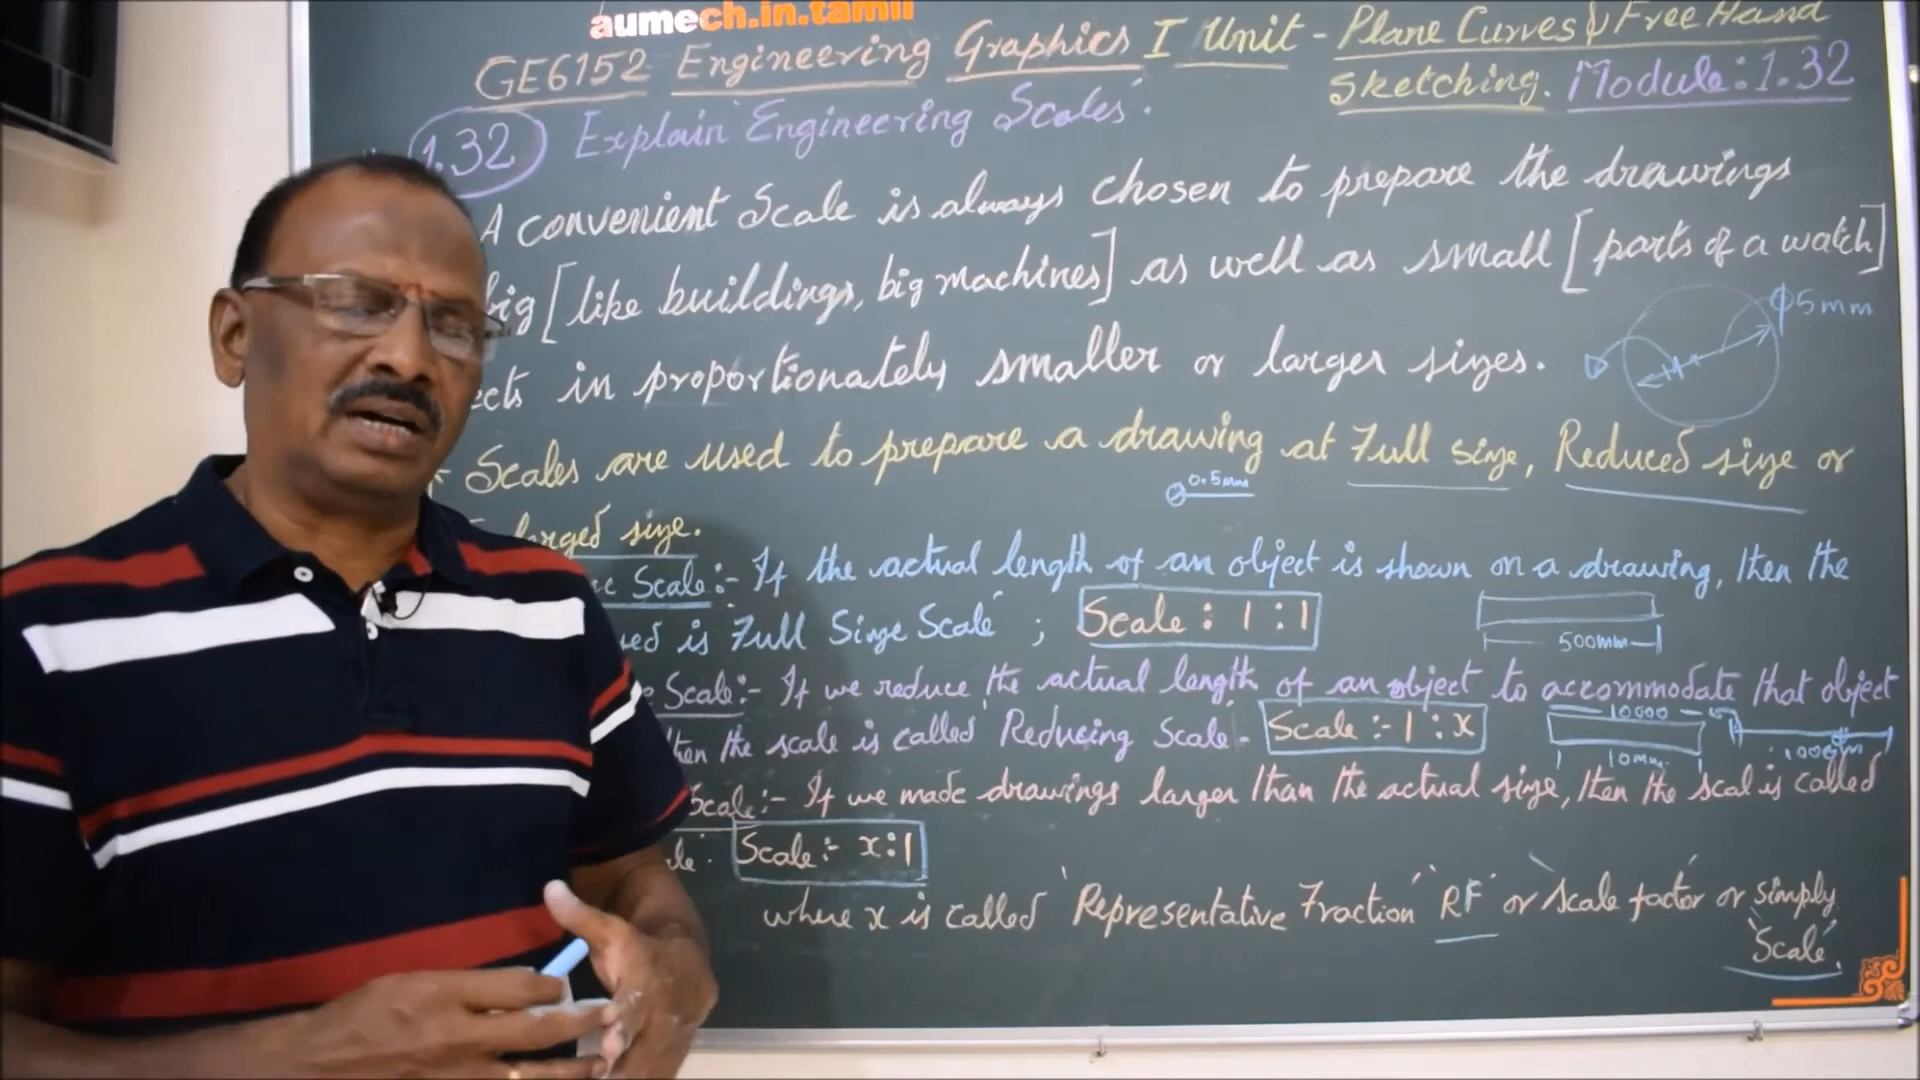 aumech.in.tamil
GE6152 Engineering Graphics I Unit - Plane Curves & Free Hand
Sketching. Module: 1.32
1.32 Explain 'Engineering Scales'.
A convenient Scale is always chosen to prepare the drawings
big [like buildings, big machines] as well as small [parts of a watch]
ects in proportionately smaller or larger sizes.
ϕ5mm
Scales are used to prepare a drawing at Full size, Reduced size or
0.5mm
larged size.
Scale:- If the actual length of an object is shown on a drawing, then the
sed is Full Size Scale'; Scale : 1 : 1
500mm
Scale:- If we reduce the actual length of an object to accommodate that object
10000
then the scale is called 'Reducing Scale'. Scale :- 1 : x
10mm
Scale:- If we made drawings larger than the actual size, then the scal is called
Scale :- x : 1
where x is called 'Representative Fraction' 'RF' or 'Scale factor' or simply
'Scale'.